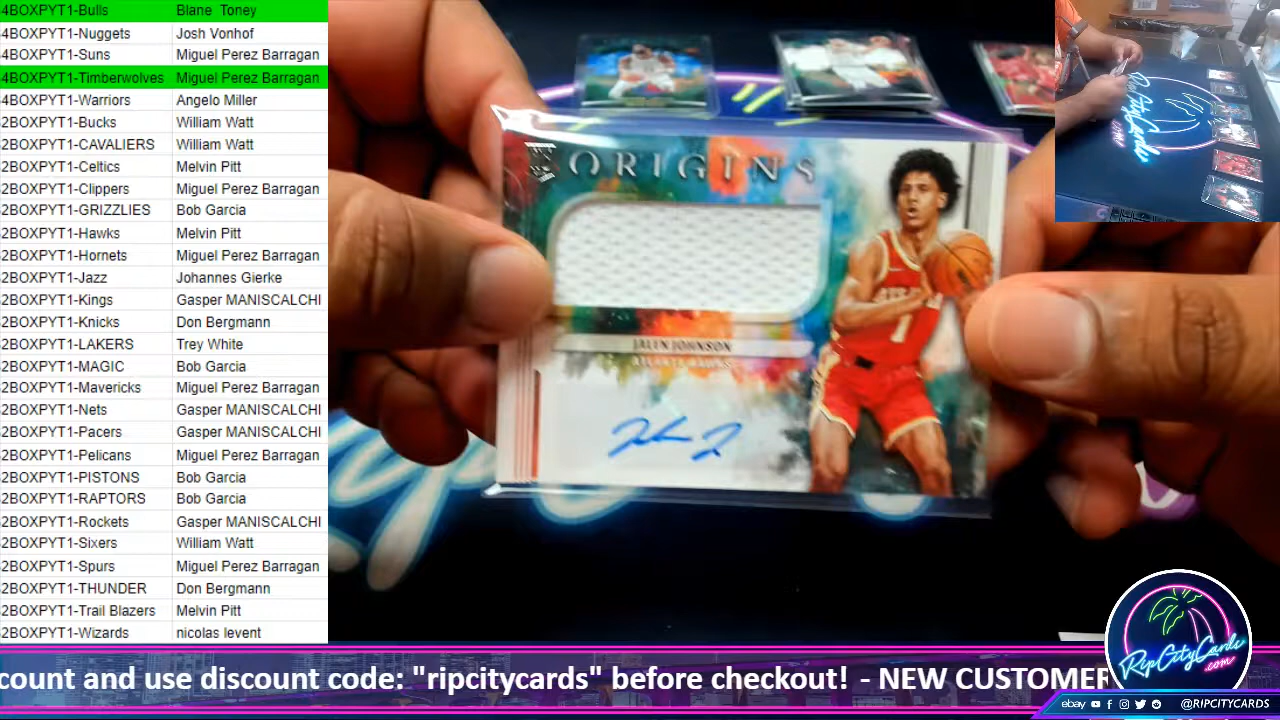 4BOXPYT1-Bulls Blane Toney
4BOXPYT1-Nuggets Josh Vonhof
4BOXPYT1-Suns Miguel Perez Barragan
4BOXPYT1-Timberwolves Miguel Perez Barragan
4BOXPYT1-Warriors Angelo Miller
2BOXPYT1-Bucks William Watt
2BOXPYT1-CAVALIERS William Watt
2BOXPYT1-Celtics Melvin Pitt
2BOXPYT1-Clippers Miguel Perez Barragan
2BOXPYT1-GRIZZLIES Bob Garcia
2BOXPYT1-Hawks Melvin Pitt
2BOXPYT1-Hornets Miguel Perez Barragan
2BOXPYT1-Jazz Johannes Gierke
2BOXPYT1-Kings Gasper MANISCALCHI
2BOXPYT1-Knicks Don Bergmann
2BOXPYT1-LAKERS Trey White
2BOXPYT1-MAGIC Bob Garcia
2BOXPYT1-Mavericks Miguel Perez Barragan
2BOXPYT1-Nets Gasper MANISCALCHI
2BOXPYT1-Pacers Gasper MANISCALCHI
2BOXPYT1-Pelicans Miguel Perez Barragan
2BOXPYT1-PISTONS Bob Garcia
2BOXPYT1-RAPTORS Bob Garcia
2BOXPYT1-Rockets Gasper MANISCALCHI
2BOXPYT1-Sixers William Watt
2BOXPYT1-Spurs Miguel Perez Barragan
2BOXPYT1-THUNDER Don Bergmann
2BOXPYT1-Trail Blazers Melvin Pitt
2BOXPYT1-Wizards nicolas levent
ORIGINS
JALEN JOHNSON
ATLANTA HAWKS
1
RipCityCards
RipCityCards
.com
count and use discount code: "ripcitycards" before checkout! - NEW CUSTOMER
ebay @RIPCITYCARDS